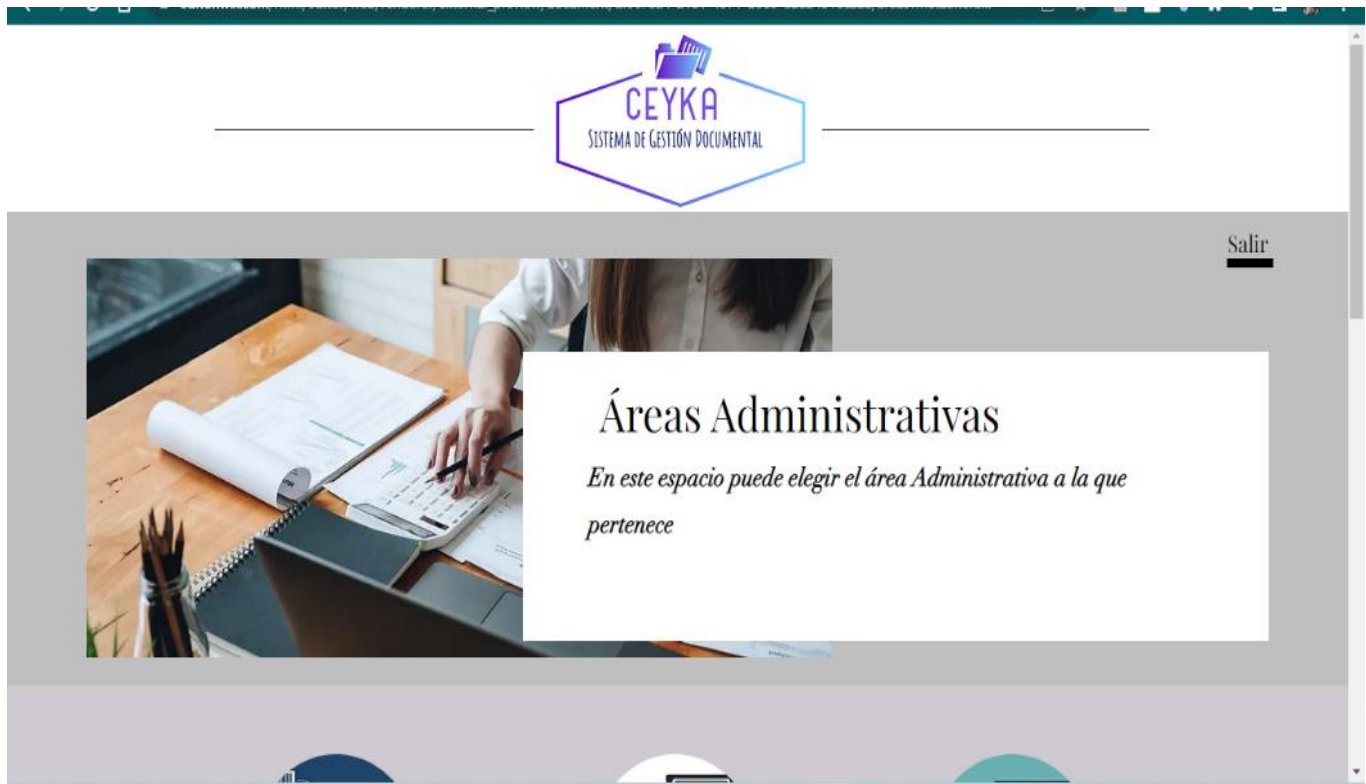 CEYKA
SISTEMA DE GESTIÓN DOCUMENTAL
Salir
Áreas Administrativas
En este espacio puede elegir el área Administrativa a la que
pertenece